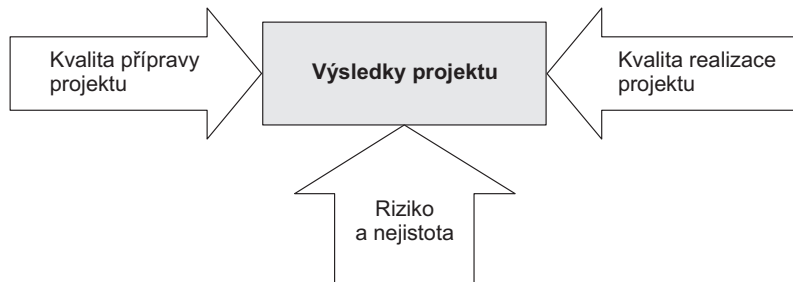 Kvalita přípravy
projektu
Výsledky projektu
Kvalita realizace
projektu
Riziko
a nejistota